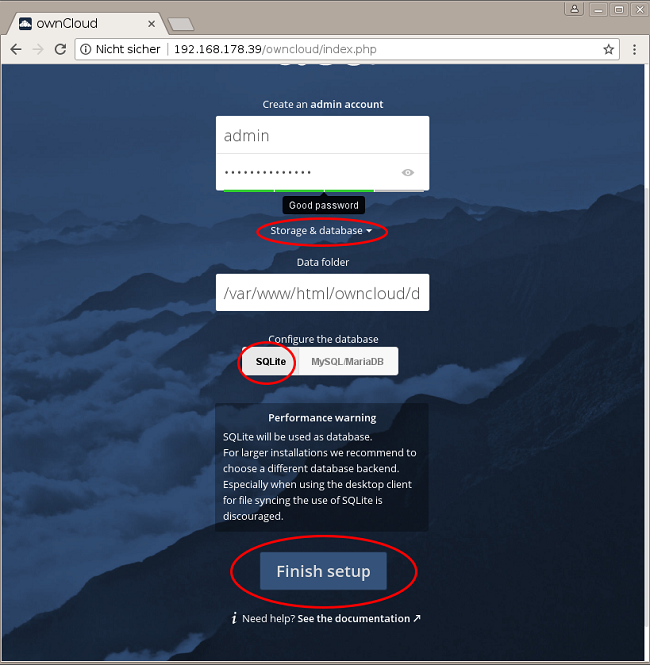 ownCloud
Nicht sicher | 192.168.178.39/owncloud/index.php
Create an admin account
admin
••••••••••••••
Good password
Storage & database
Data folder
/var/www/html/owncloud/d
Configure the database
SQLite MySQL/MariaDB
Performance warning
SQLite will be used as database.
For larger installations we recommend to
choose a different database backend.
Especially when using the desktop client
for file syncing the use of SQLite is
discouraged.
Finish setup
Need help? See the documentation ↗